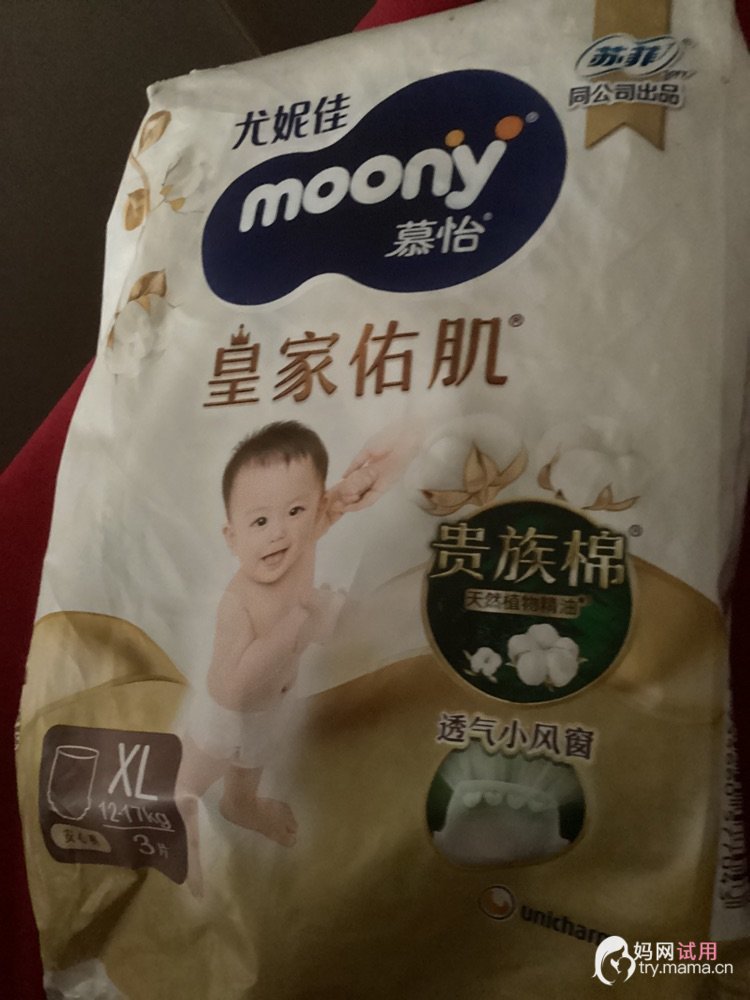 苏菲
同公司出品
尤妮佳
moony
慕怡
皇家佑肌
贵族棉
天然植物精油
透气小风窗
XL
12-17kg
3片
unicharm
妈网试用
try.mama.cn